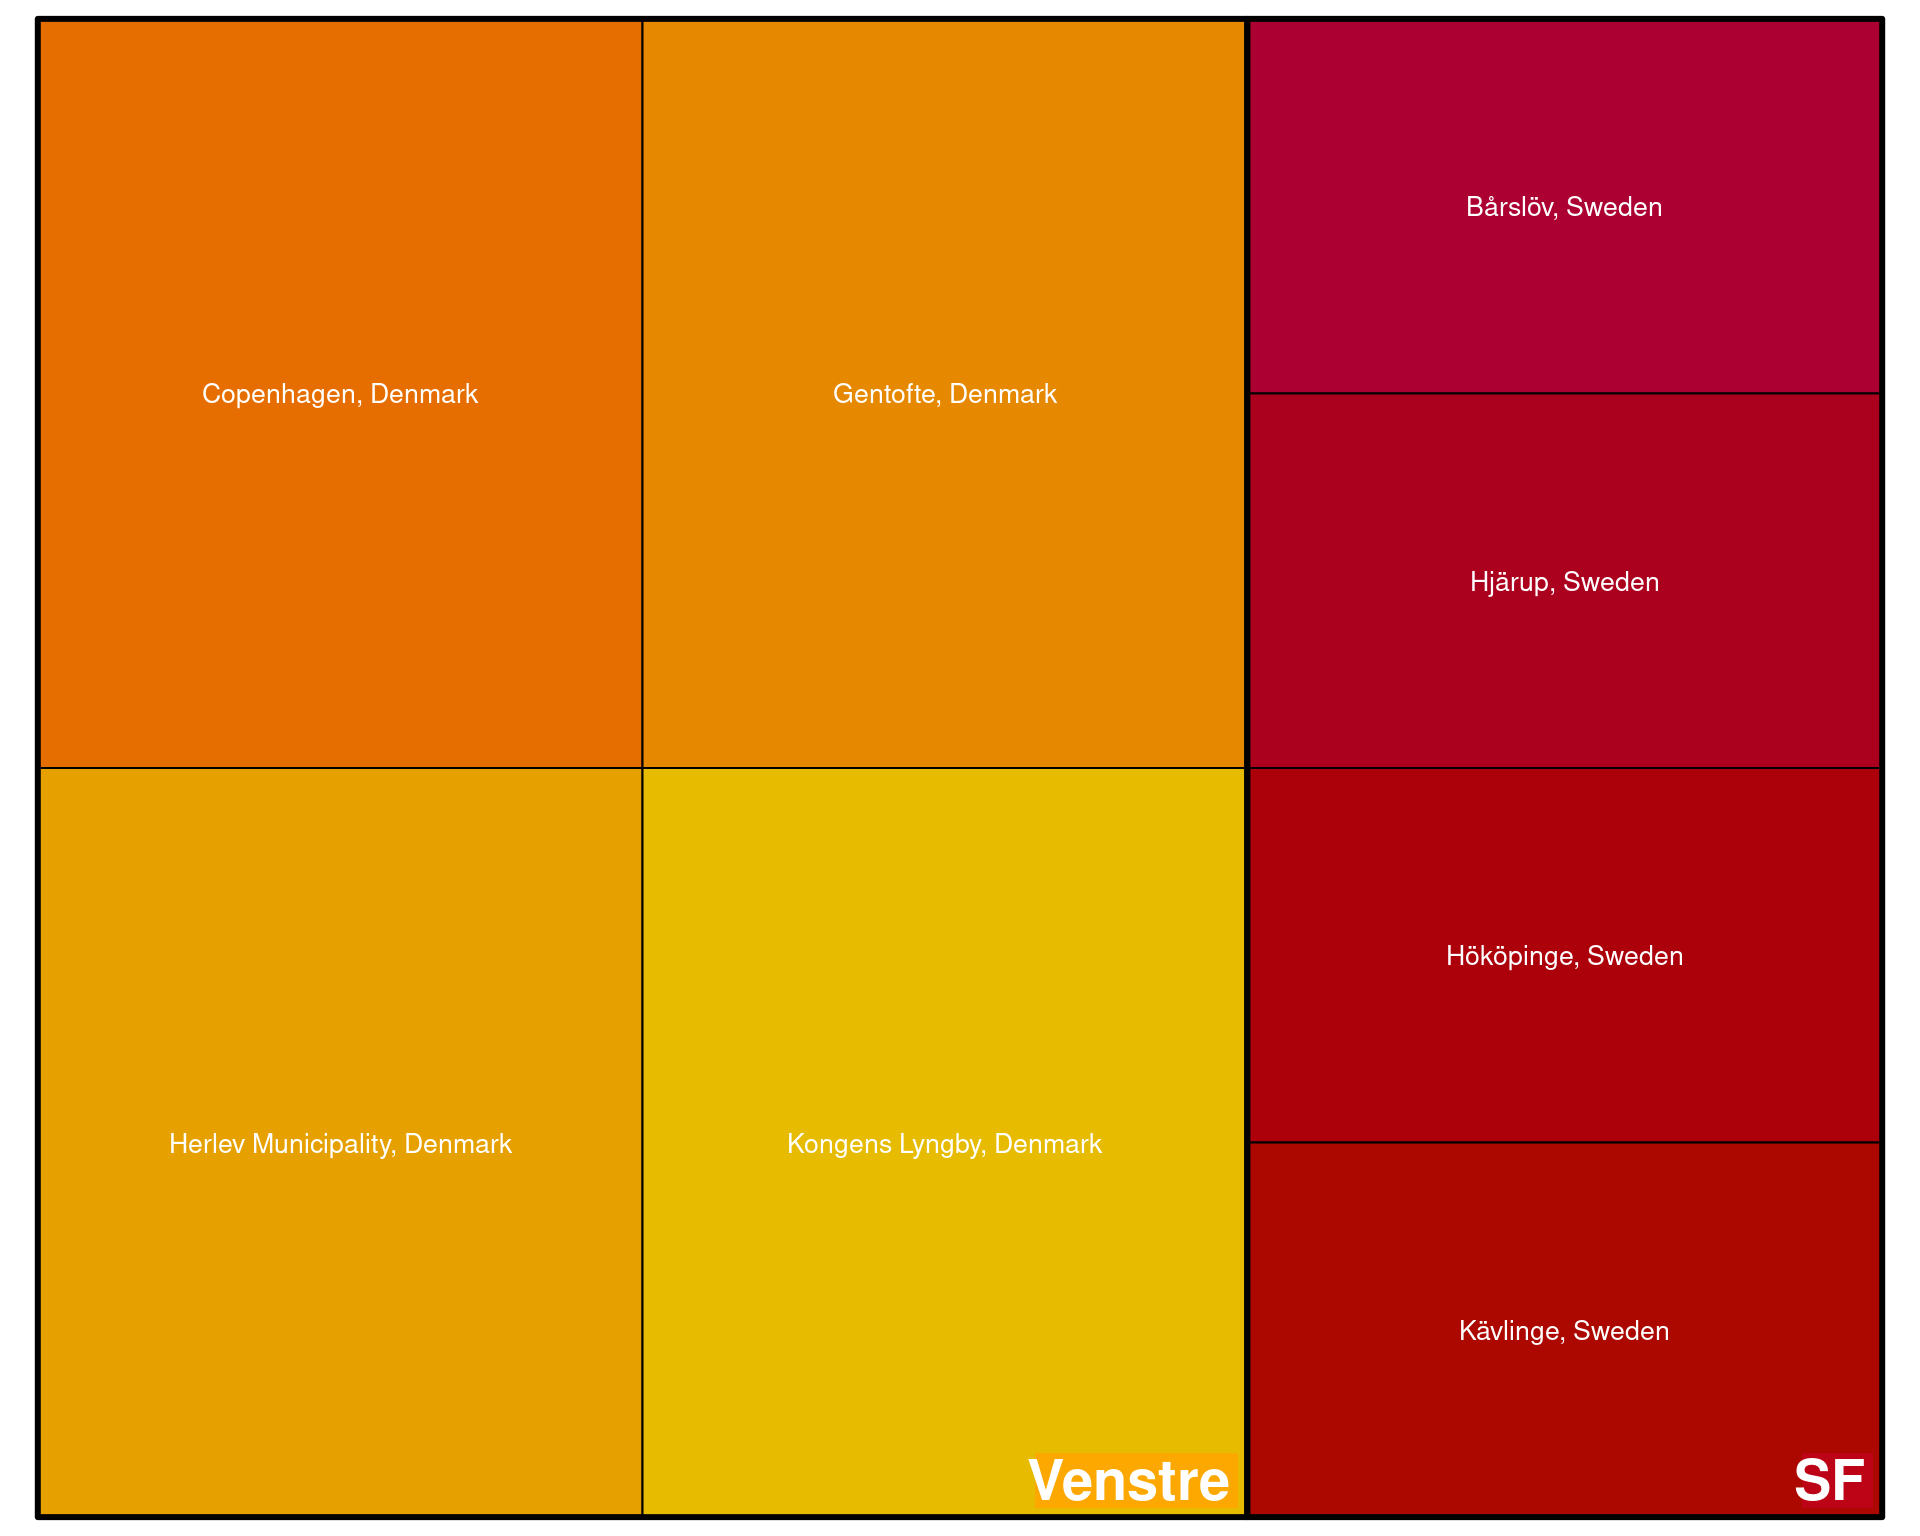 Copenhagen, Denmark
Gentofte, Denmark
Herlev Municipality, Denmark
Kongens Lyngby, Denmark
Venstre
Bårslöv, Sweden
Hjärup, Sweden
Hököpinge, Sweden
Kävlinge, Sweden
SF